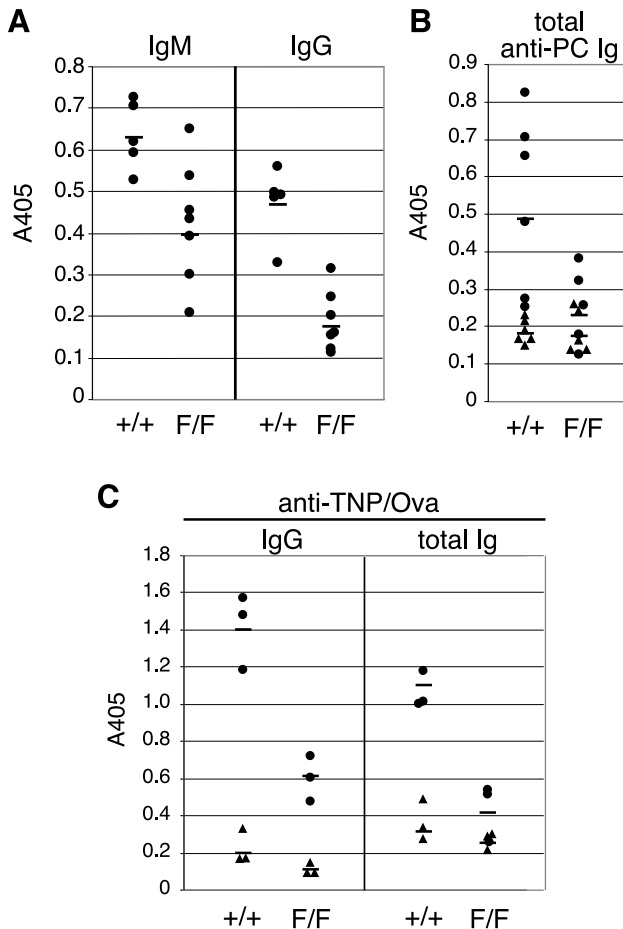 A
IgM IgG
0.8
0.7
0.6
0.5
0.4
0.3
0.2
0.1
0
A405
+/+ F/F +/+ F/F
B
total
anti-PC Ig
0.9
0.8
0.7
0.6
0.5
0.4
0.3
0.2
0.1
0
A405
+/+ F/F
C
anti-TNP/Ova
IgG total Ig
1.8
1.6
1.4
1.2
1.0
0.8
0.6
0.4
0.2
0
A405
+/+ F/F +/+ F/F